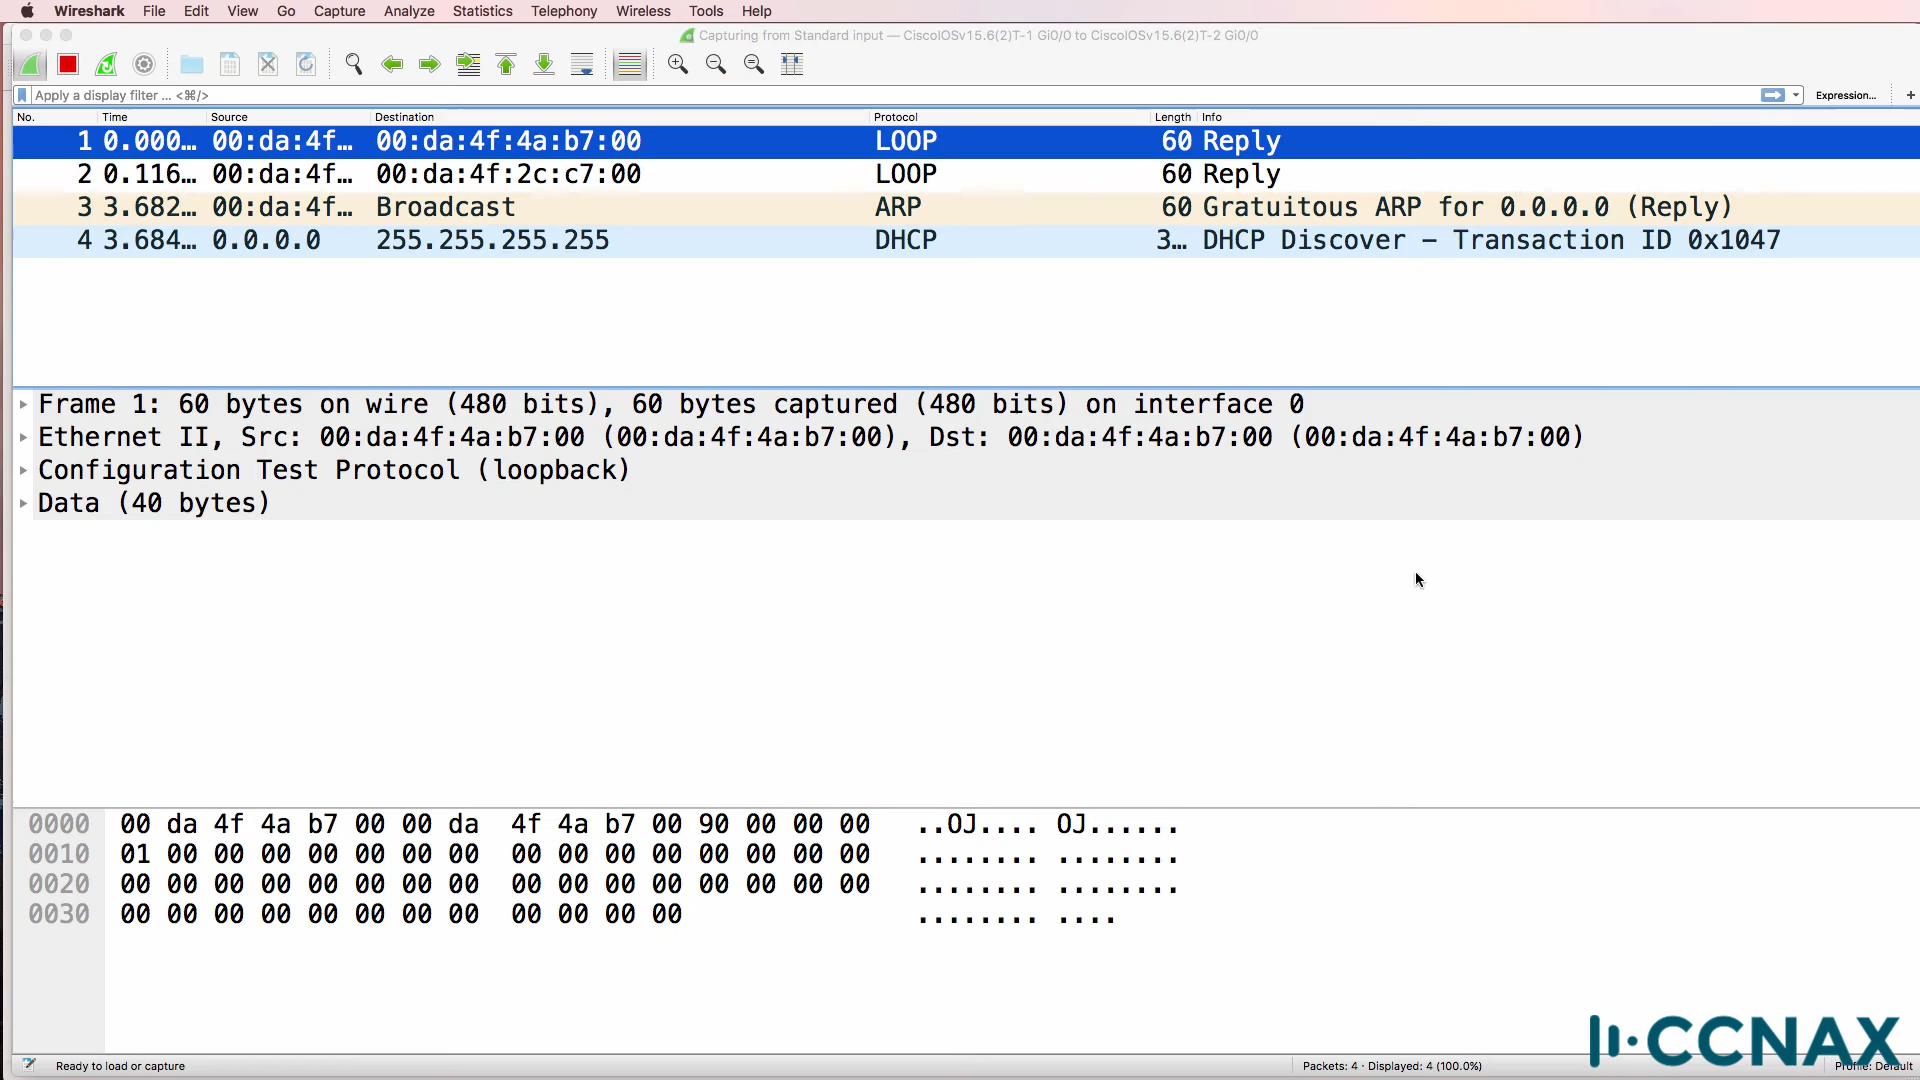 Wireshark File Edit View Go Capture Analyze Statistics Telephony Wireless Tools Help
Capturing from Standard input — CiscoIOSv15.6(2)T-1 Gi0/0 to CiscoIOSv15.6(2)T-2 Gi0/0
Apply a display filter ... <⌘/> Expression... +
No. Time Source Destination Protocol Length Info
1 0.000… 00:da:4f… 00:da:4f:4a:b7:00 LOOP 60 Reply
2 0.116… 00:da:4f… 00:da:4f:2c:c7:00 LOOP 60 Reply
3 3.682… 00:da:4f… Broadcast ARP 60 Gratuitous ARP for 0.0.0.0 (Reply)
4 3.684… 0.0.0.0 255.255.255.255 DHCP 3… DHCP Discover – Transaction ID 0x1047
Frame 1: 60 bytes on wire (480 bits), 60 bytes captured (480 bits) on interface 0
Ethernet II, Src: 00:da:4f:4a:b7:00 (00:da:4f:4a:b7:00), Dst: 00:da:4f:4a:b7:00 (00:da:4f:4a:b7:00)
Configuration Test Protocol (loopback)
Data (40 bytes)
0000 00 da 4f 4a b7 00 00 da 4f 4a b7 00 90 00 00 00 ..OJ.... OJ......
0010 01 00 00 00 00 00 00 00 00 00 00 00 00 00 00 00 ........ ........
0020 00 00 00 00 00 00 00 00 00 00 00 00 00 00 00 00 ........ ........
0030 00 00 00 00 00 00 00 00 00 00 00 00 ........ ....
CCNAX
Ready to load or capture Packets: 4 · Displayed: 4 (100.0%) Profile: Default